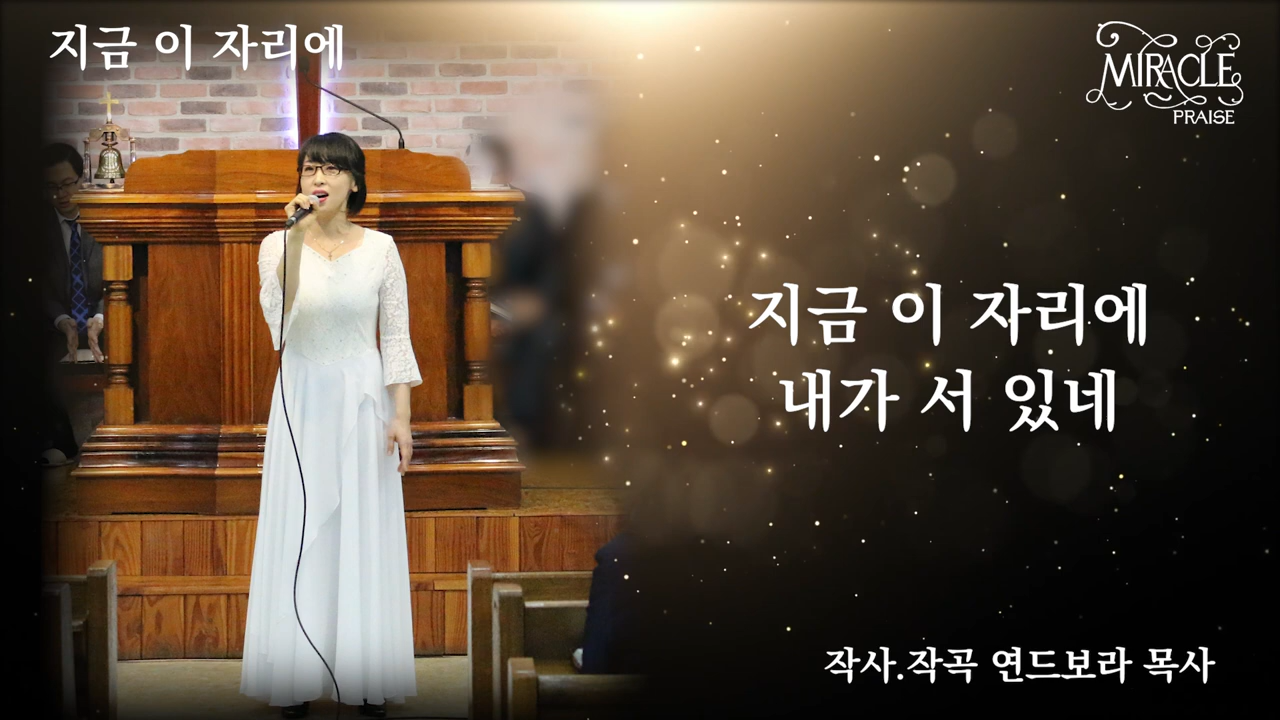 지금 이 자리에
MIRACLE
PRAISE
지금 이 자리에
내가 서 있네
작사.작곡 연드보라 목사